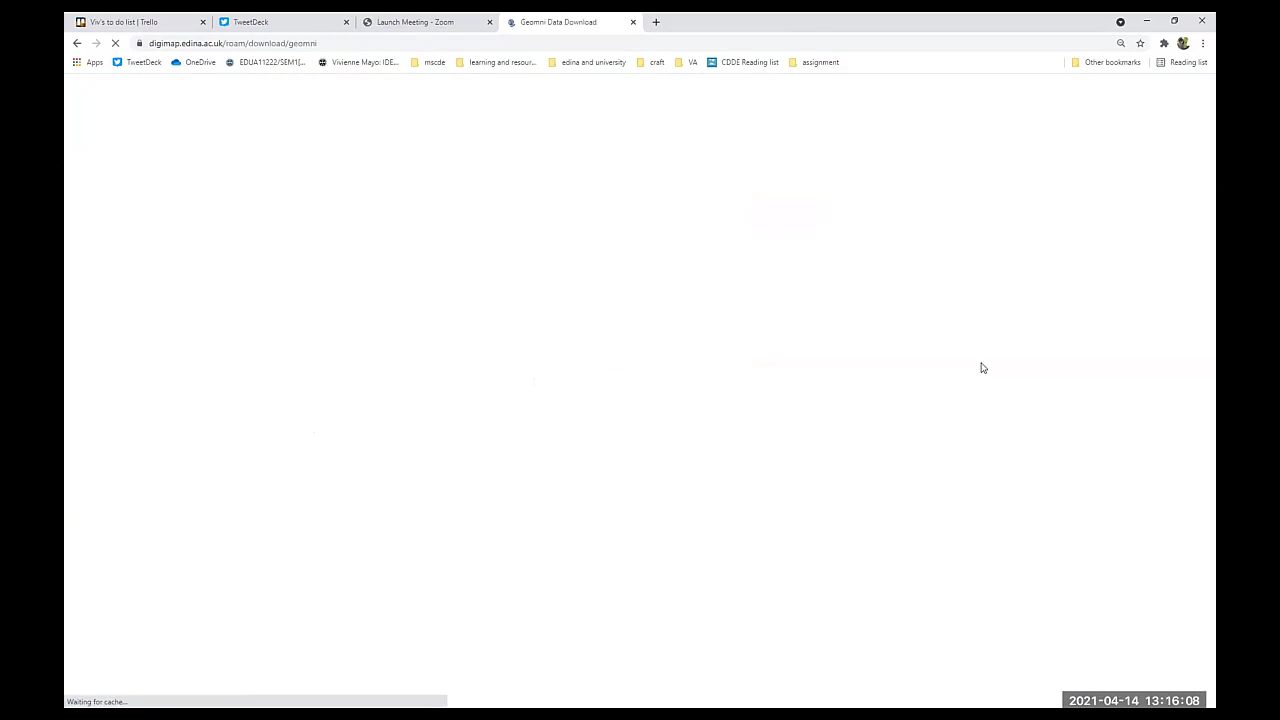 Viv's to do list | Trello
TweetDeck
Launch Meeting - Zoom
Geomni Data Download
digimap.edina.ac.uk/roam/download/geomni
Apps TweetDeck OneDrive EDUA11222/SEM1[... Vivienne Mayo: IDE... mscde learning and resour... edina and university craft VA CDDE Reading list assignment Other bookmarks Reading list
Waiting for cache...
2021-04-14 13:16:08